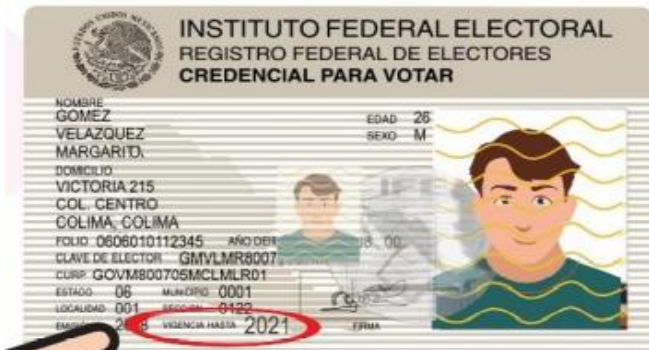 INSTITUTO FEDERAL ELECTORAL
REGISTRO FEDERAL DE ELECTORES
CREDENCIAL PARA VOTAR
NOMBRE
GOMEZ
VELAZQUEZ
MARGARITO.
EDAD 26
SEXO M
DOMICILIO
VICTORIA 215
COL. CENTRO
COLIMA, COLIMA
FOLIO 0606010112345 AÑO DE
CLAVE DE ELECTOR GMVLMR8007
CURP GOVM800705MCLMLR01
ESTADO 06 MUNICIPIO 0001
LOCALIDAD 001 SECCION 0122
VIGENCIA HASTA 2021 FIRMA